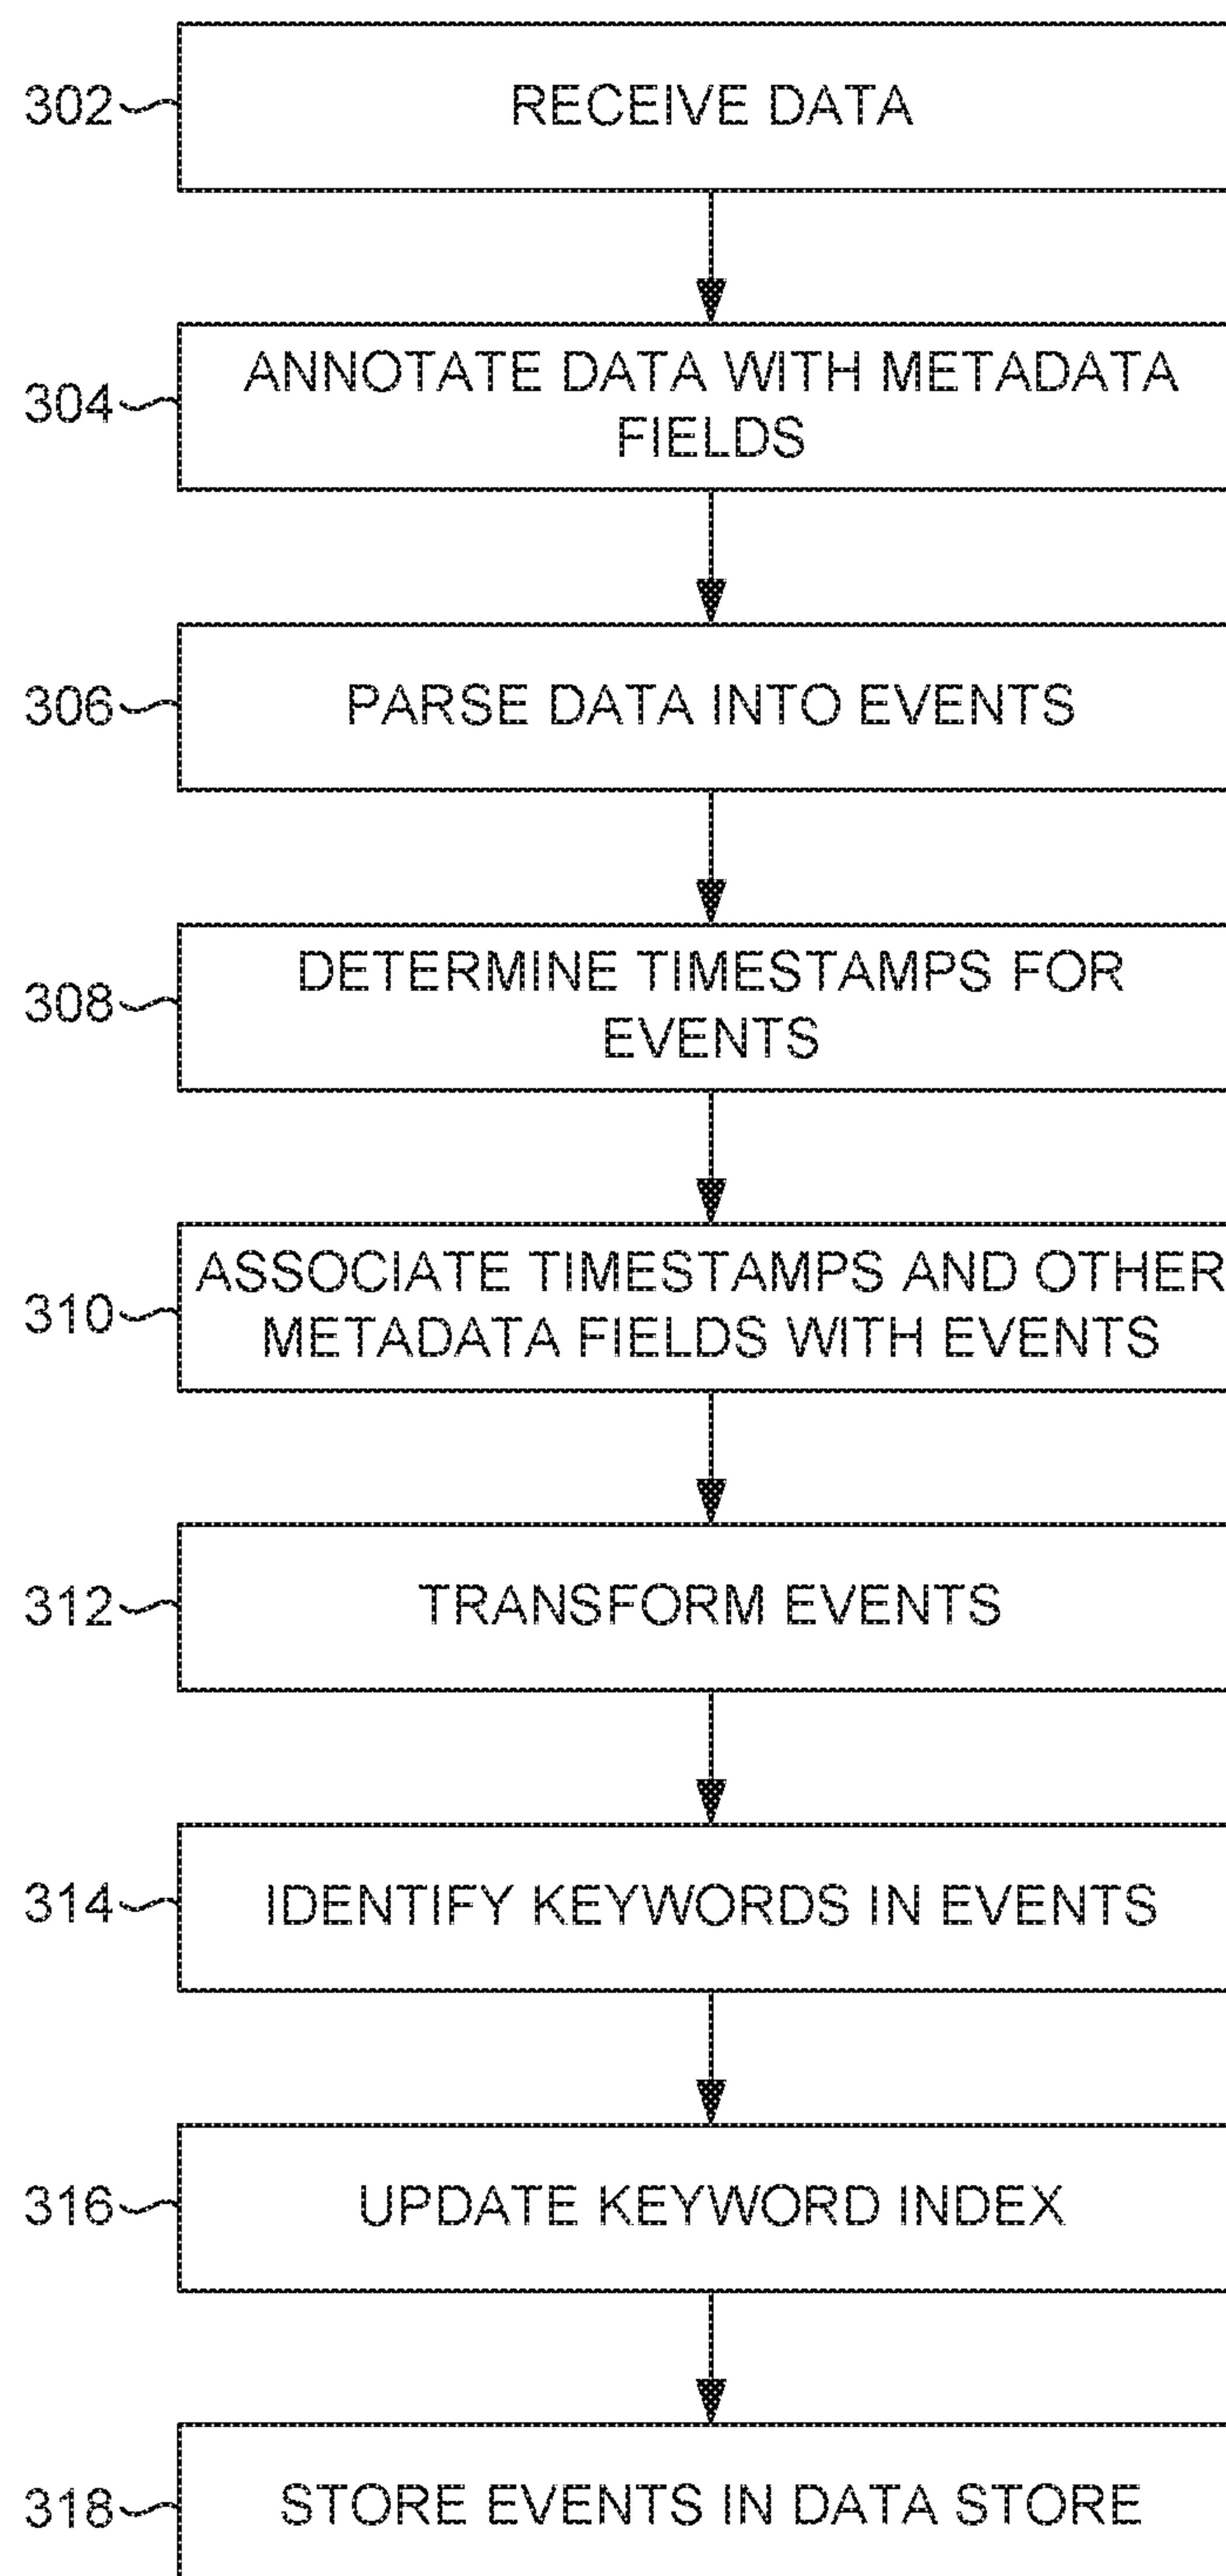 302
RECEIVE DATA
304
ANNOTATE DATA WITH METADATA
FIELDS
306
PARSE DATA INTO EVENTS
308
DETERMINE TIMESTAMPS FOR
EVENTS
310
ASSOCIATE TIMESTAMPS AND OTHER
METADATA FIELDS WITH EVENTS
312
TRANSFORM EVENTS
314
IDENTIFY KEYWORDS IN EVENTS
316
UPDATE KEYWORD INDEX
318
STORE EVENTS IN DATA STORE